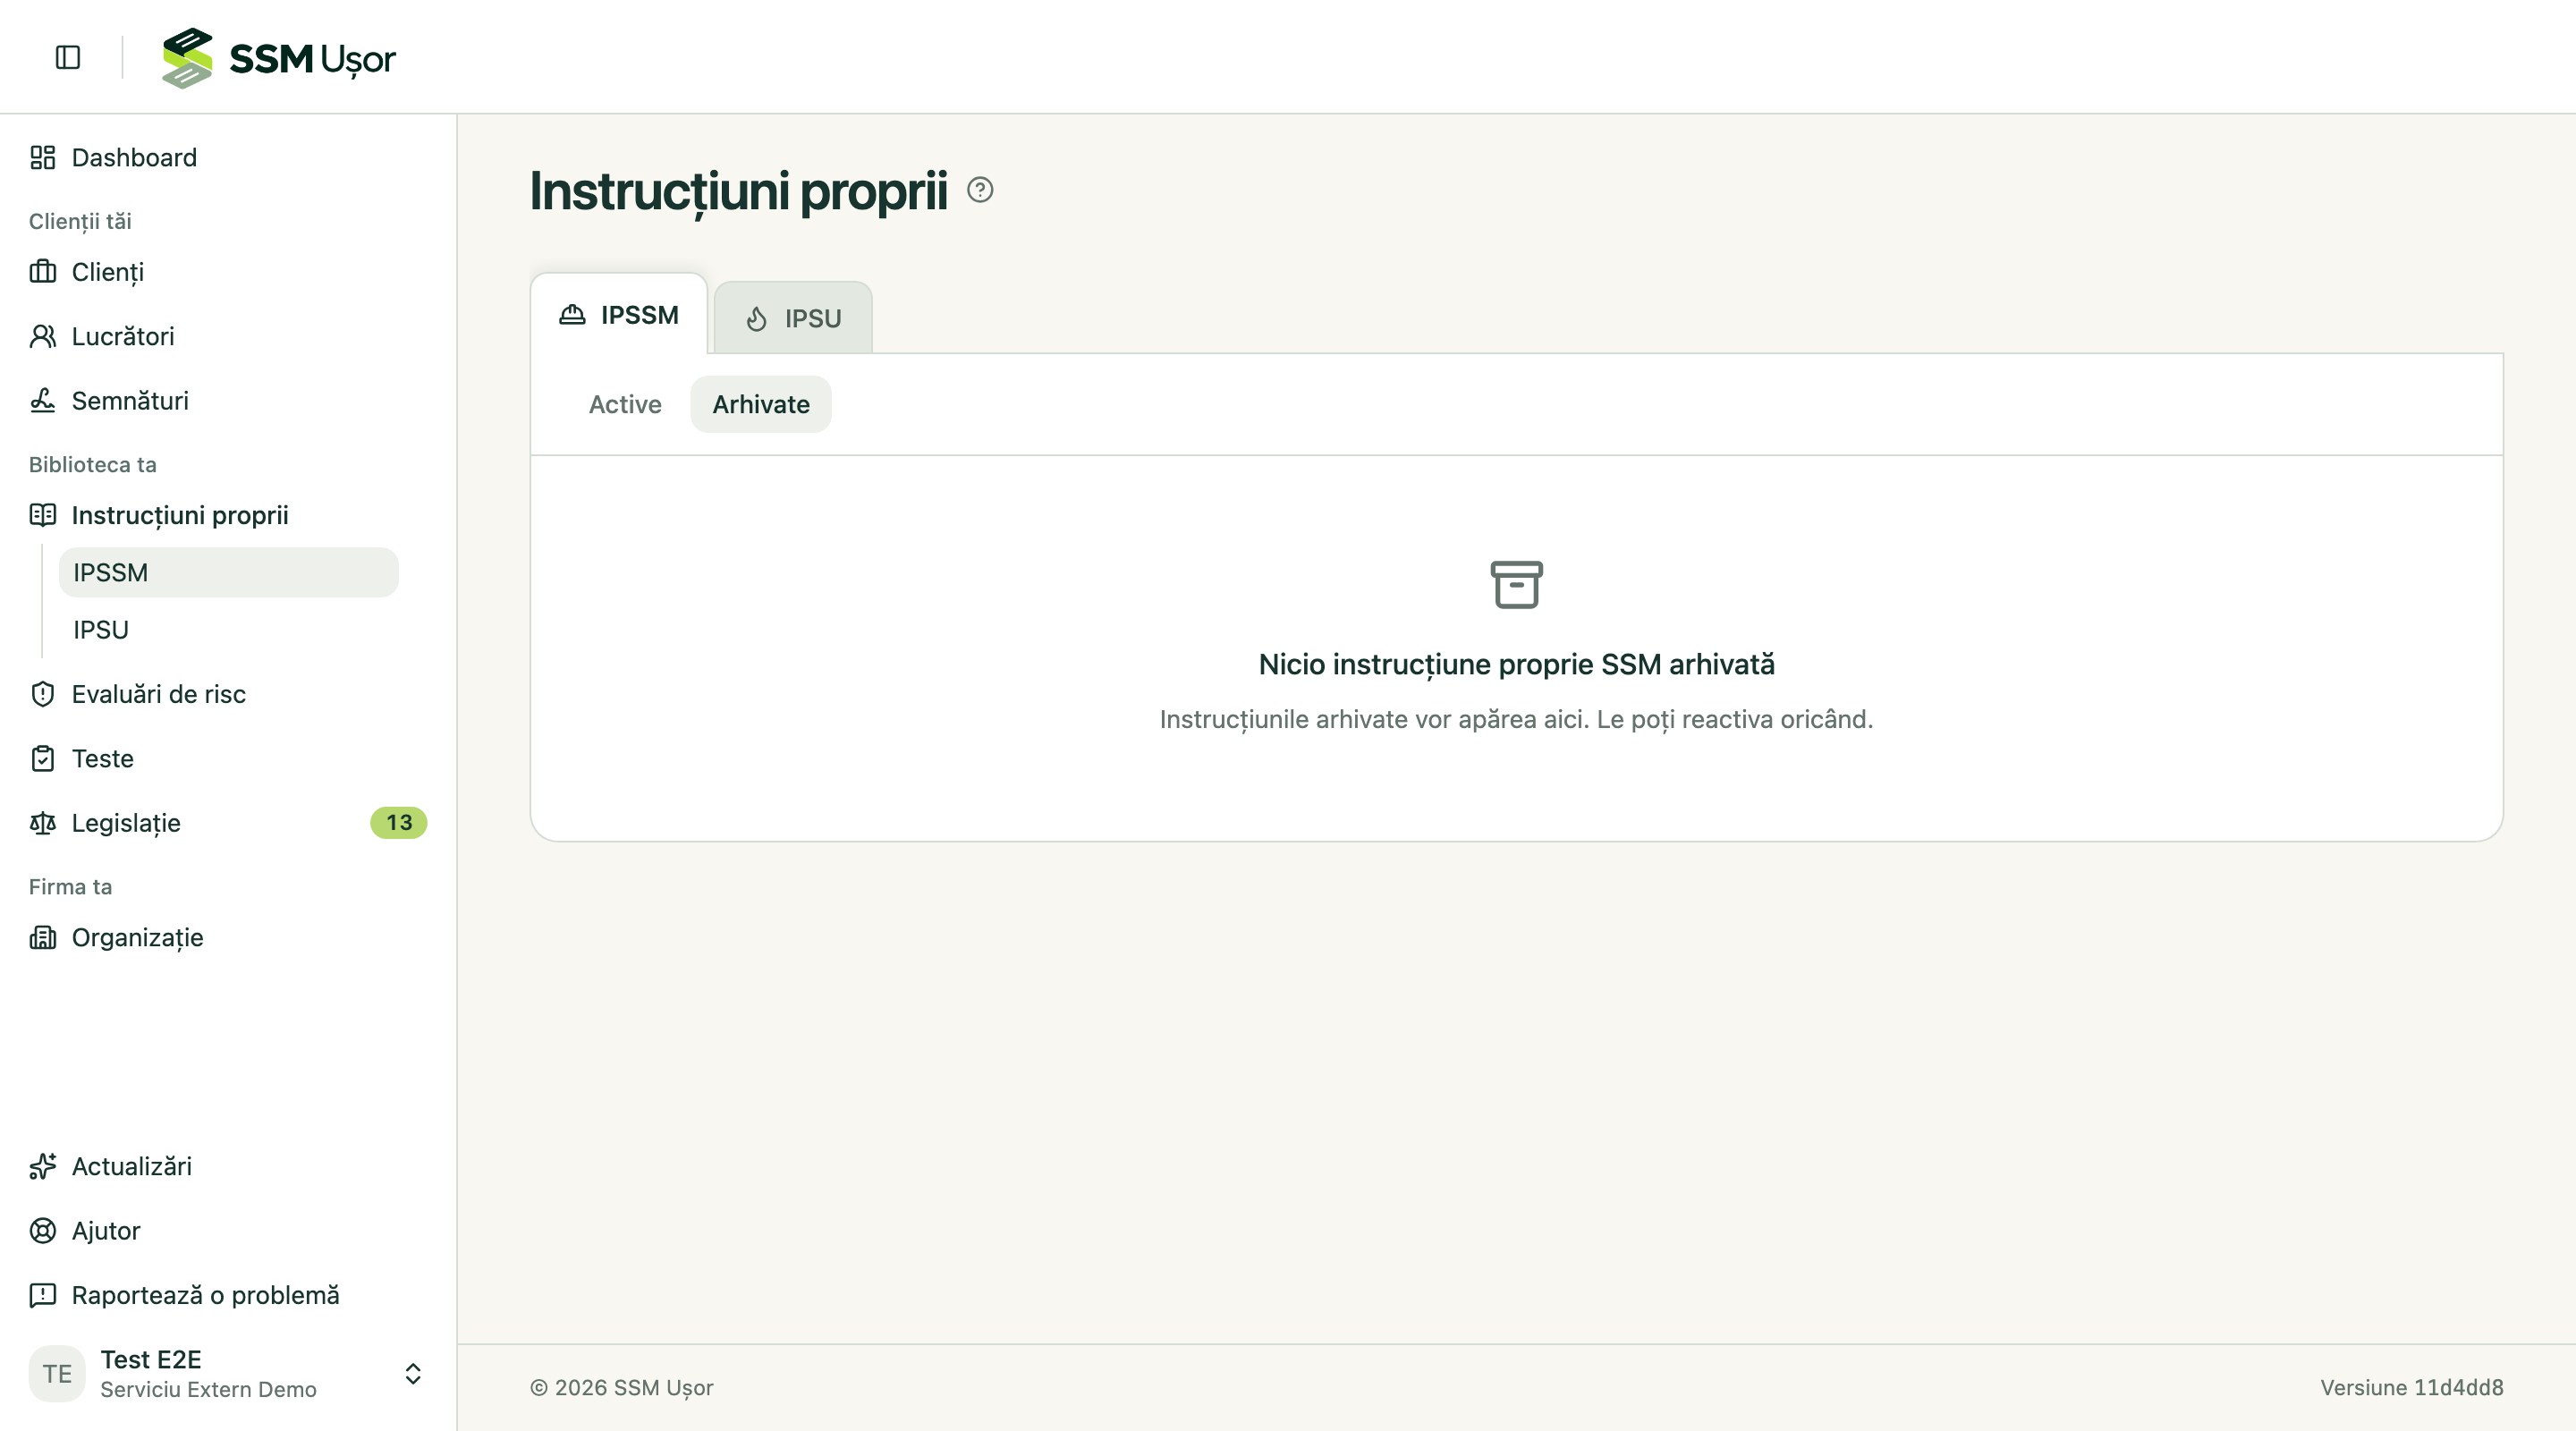 SSM Ușor
Dashboard
Clienții tăi
Clienți
Lucrători
Semnături
Biblioteca ta
Instrucțiuni proprii
IPSSM
IPSU
Evaluări de risc
Teste
Legislație 13
Firma ta
Organizație
Actualizări
Ajutor
Raportează o problemă
TE
Test E2E
Serviciu Extern Demo
Instrucțiuni proprii
IPSSM IPSU
Active Arhivate
Nicio instrucțiune proprie SSM arhivată
Instrucțiunile arhivate vor apărea aici. Le poți reactiva oricând.
© 2026 SSM Ușor Versiune 11d4dd8